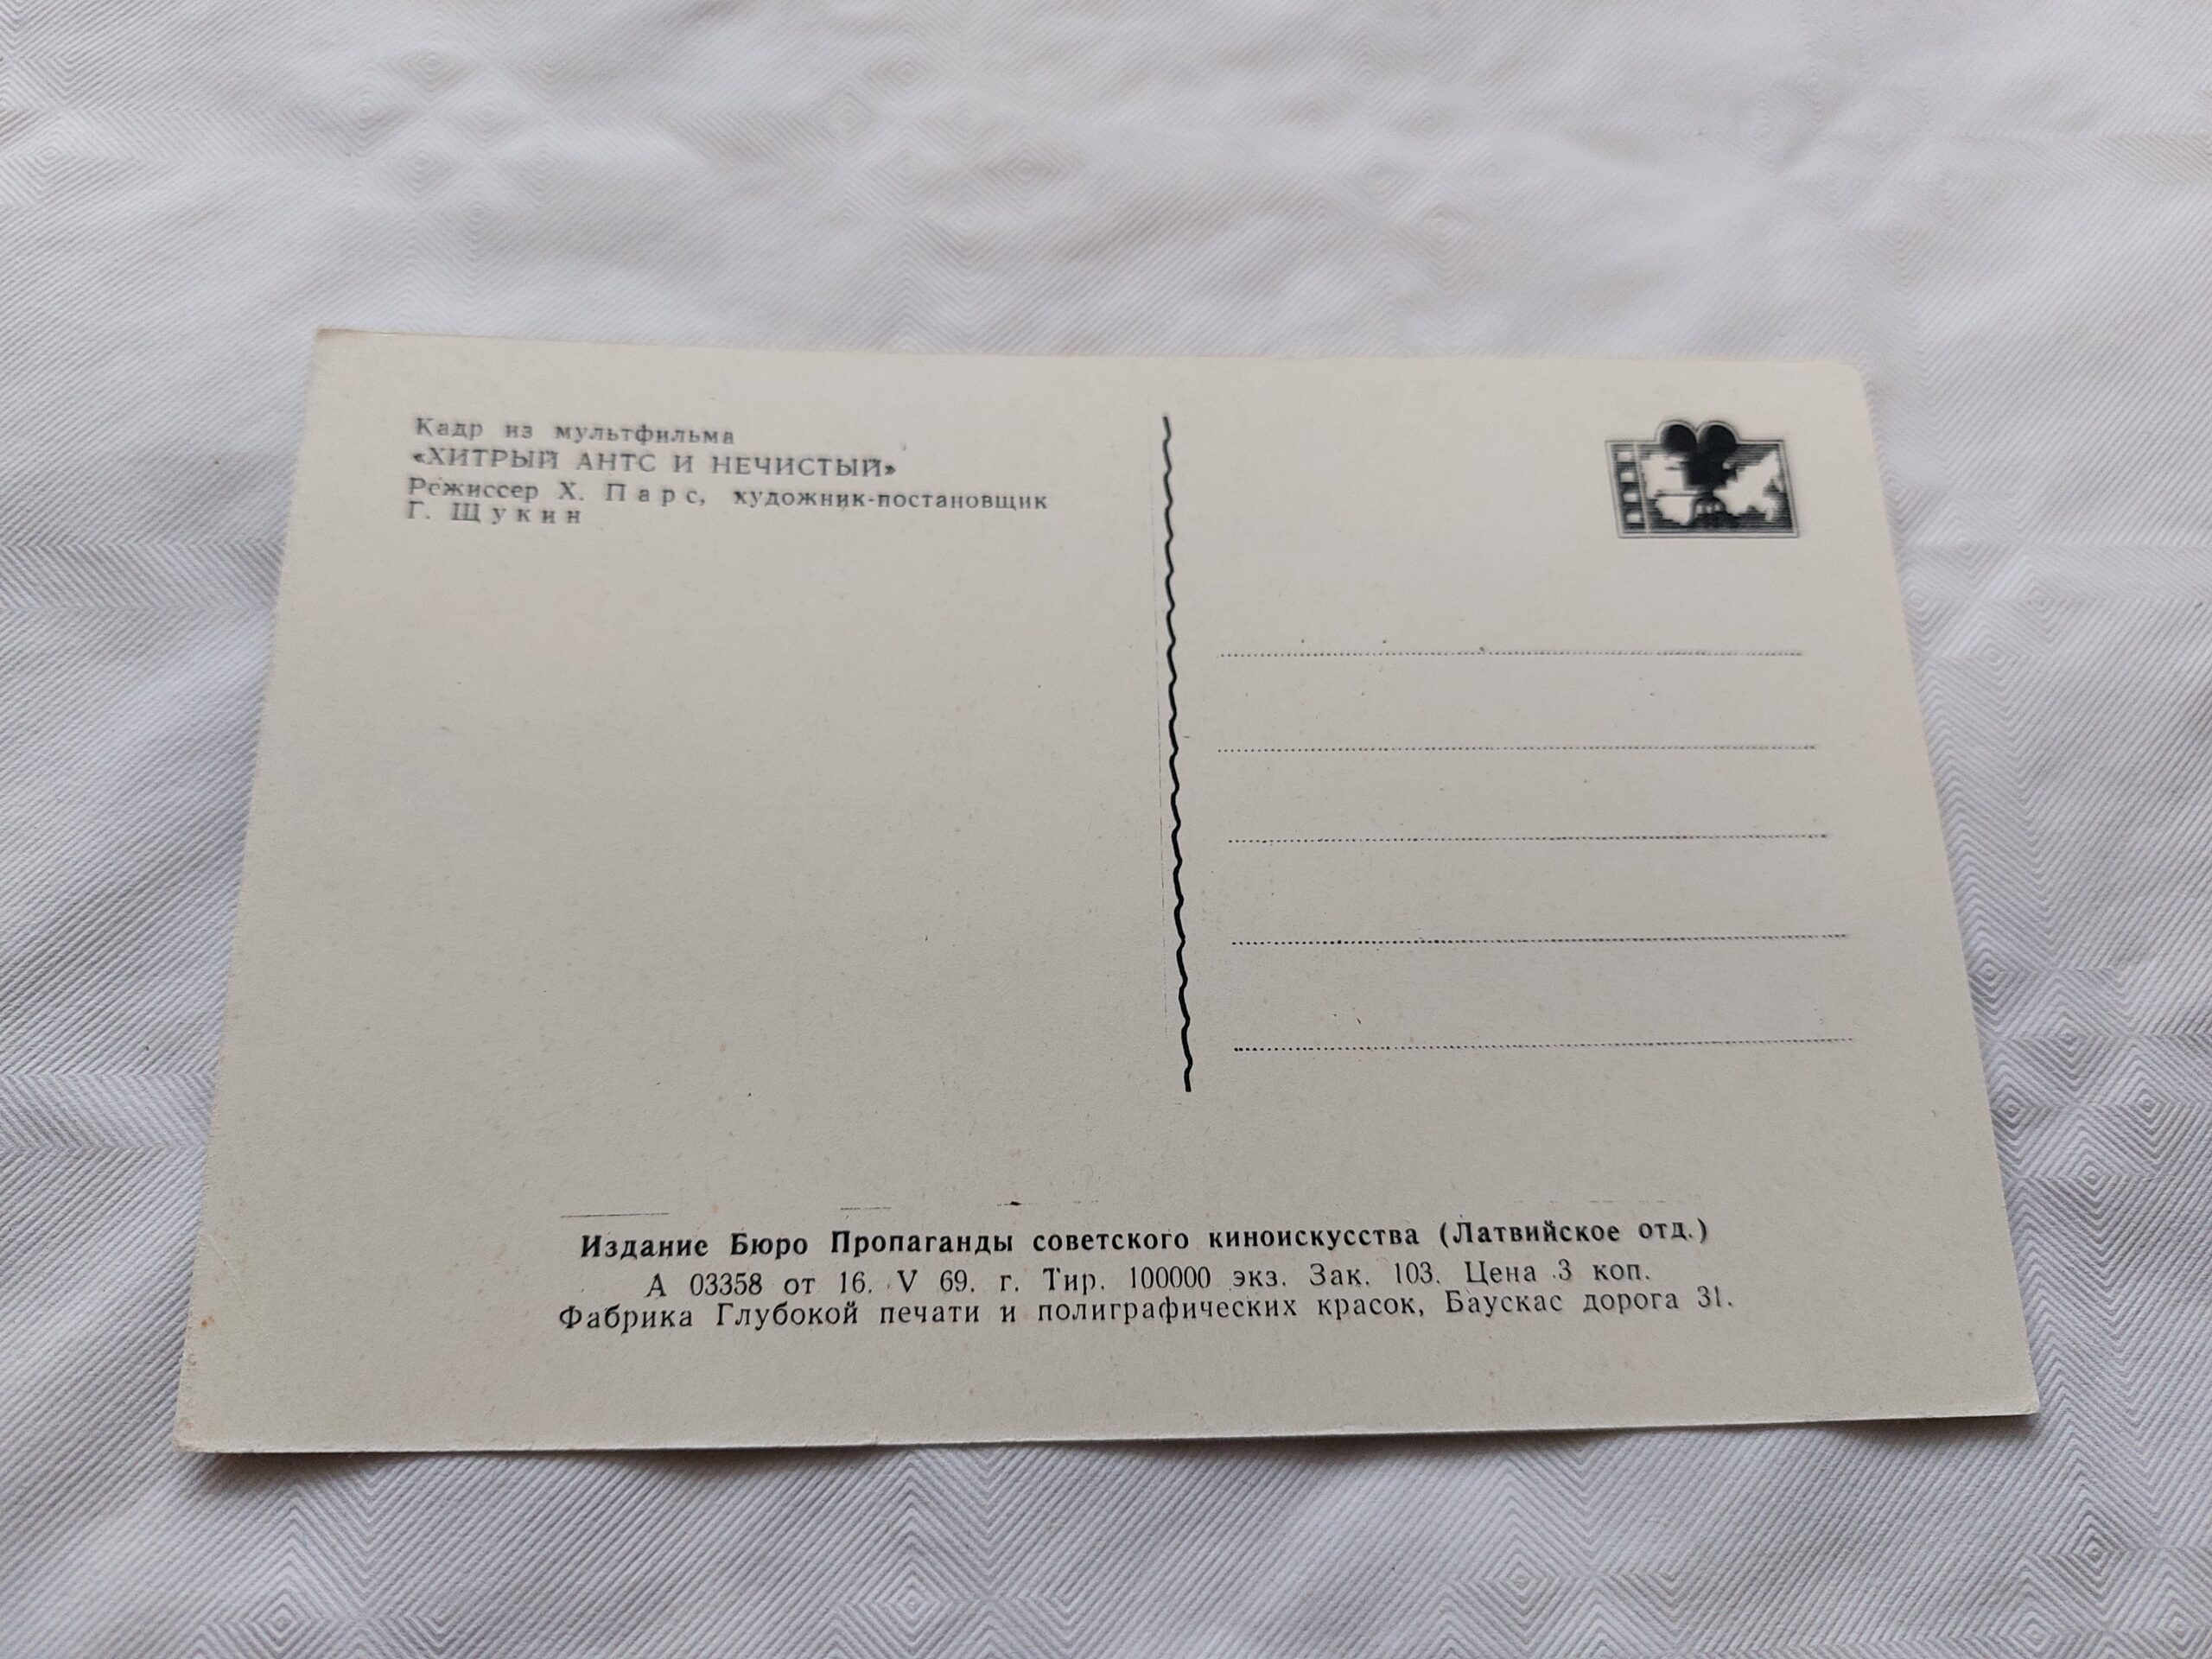 Кадр из мультфильма
«ХИТРЫЙ АНТС И НЕЧИСТЫЙ»
Режиссер Х. Парс, художник-постановщик
Г. Щукин
Издание Бюро Пропаганды советского киноискусства (Латвийское отд.)
А 03358 от 16. V 69. г. Тир. 100000 экз. Зак. 103. Цена 3 коп.
Фабрика Глубокой печати и полиграфических красок, Баускас дорога 31.